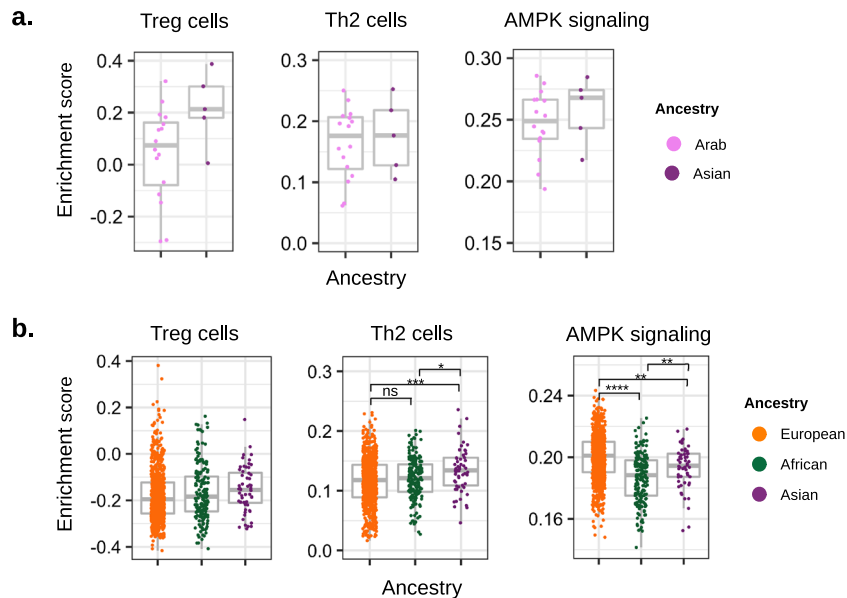 a.
Treg cells
Th2 cells
AMPK signaling
Enrichment score
0.4
0.2
0.0
-0.2
0.3
0.2
0.1
0.0
0.30
0.25
0.20
0.15
Ancestry
Arab
Asian
Ancestry
b.
Treg cells
Th2 cells
AMPK signaling
Enrichment score
0.4
0.2
0.0
-0.2
-0.4
0.3
0.2
0.1
0.0
*
***
ns
0.24
0.20
0.16
**
**
****
Ancestry
European
African
Asian
Ancestry